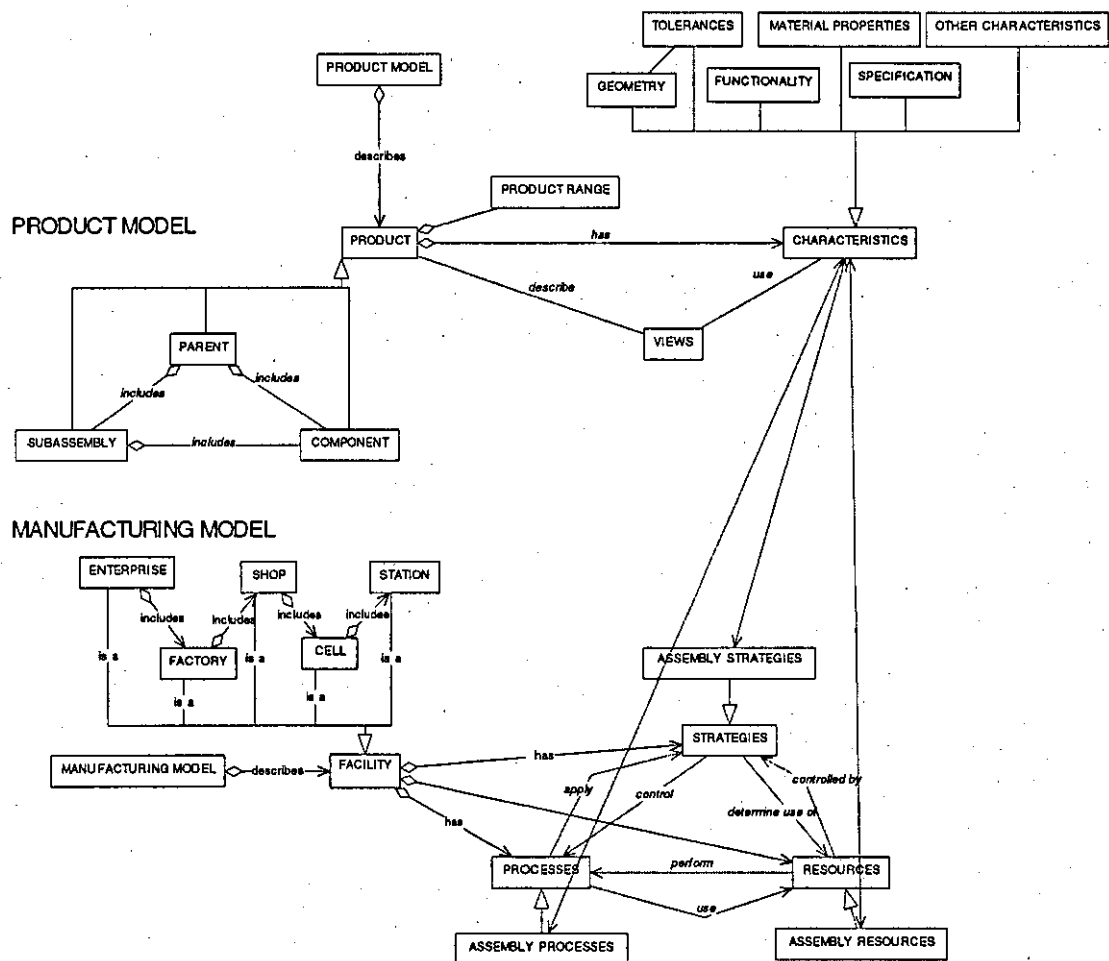 TOLERANCES
MATERIAL PROPERTIES
OTHER CHARACTERISTICS
PRODUCT MODEL
GEOMETRY
FUNCTIONALITY
SPECIFICATION
describes
PRODUCT RANGE
PRODUCT MODEL
PRODUCT
has
CHARACTERISTICS
describe
use
VIEWS
PARENT
includes
includes
SUBASSEMBLY
includes
COMPONENT
MANUFACTURING MODEL
ENTERPRISE
SHOP
STATION
includes
includes
includes
includes
FACTORY
CELL
is a
is a
is a
is a
is a
ASSEMBLY STRATEGIES
STRATEGIES
MANUFACTURING MODEL
describes
FACILITY
has
apply
control
controlled by
determine use of
has
PROCESSES
perform
RESOURCES
use
ASSEMBLY PROCESSES
ASSEMBLY RESOURCES